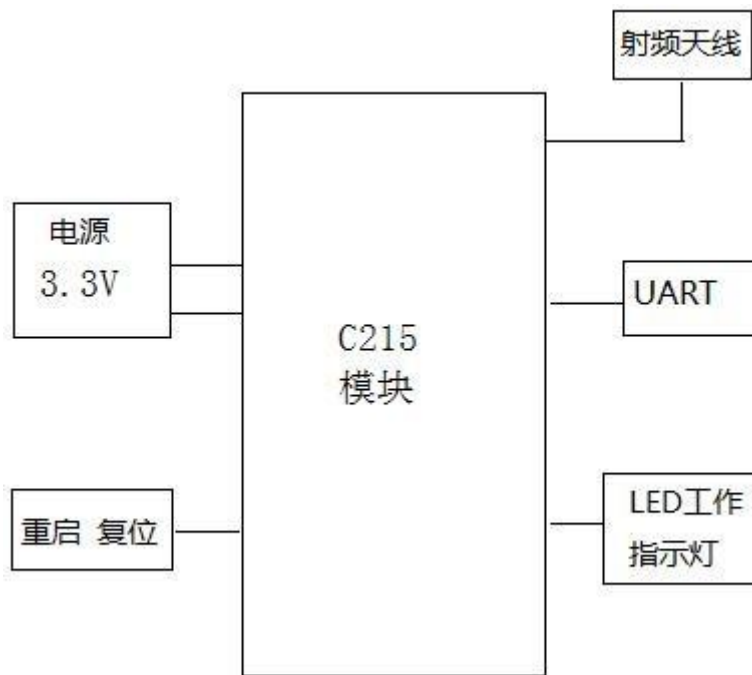 射频天线
电源
3.3V
UART
C215
模块
重启 复位
LED工作
指示灯